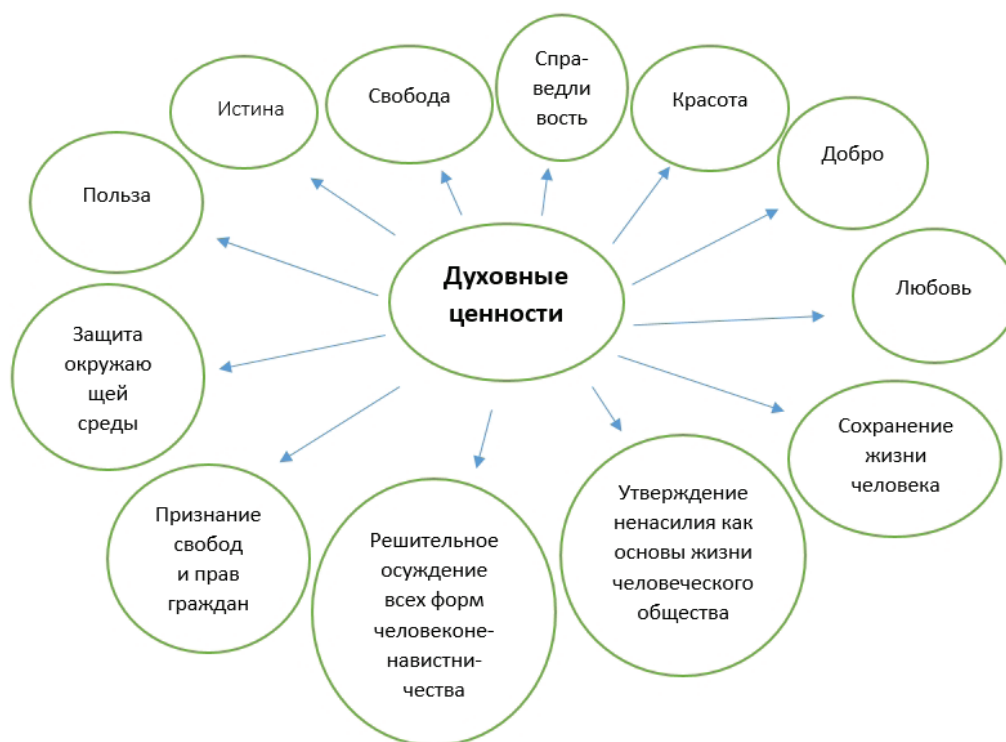 Спра-
ведли
вость
Свобода
Красота
Истина
Добро
Польза
Духовные
ценности
Любовь
Защита
окружаю
щей
среды
Сохранение
жизни
человека
Признание
свобод
и прав
граждан
Решительное
осуждение
всех форм
человеконе-
навистни-
чества
Утверждение
ненасилия как
основы жизни
человеческого
общества